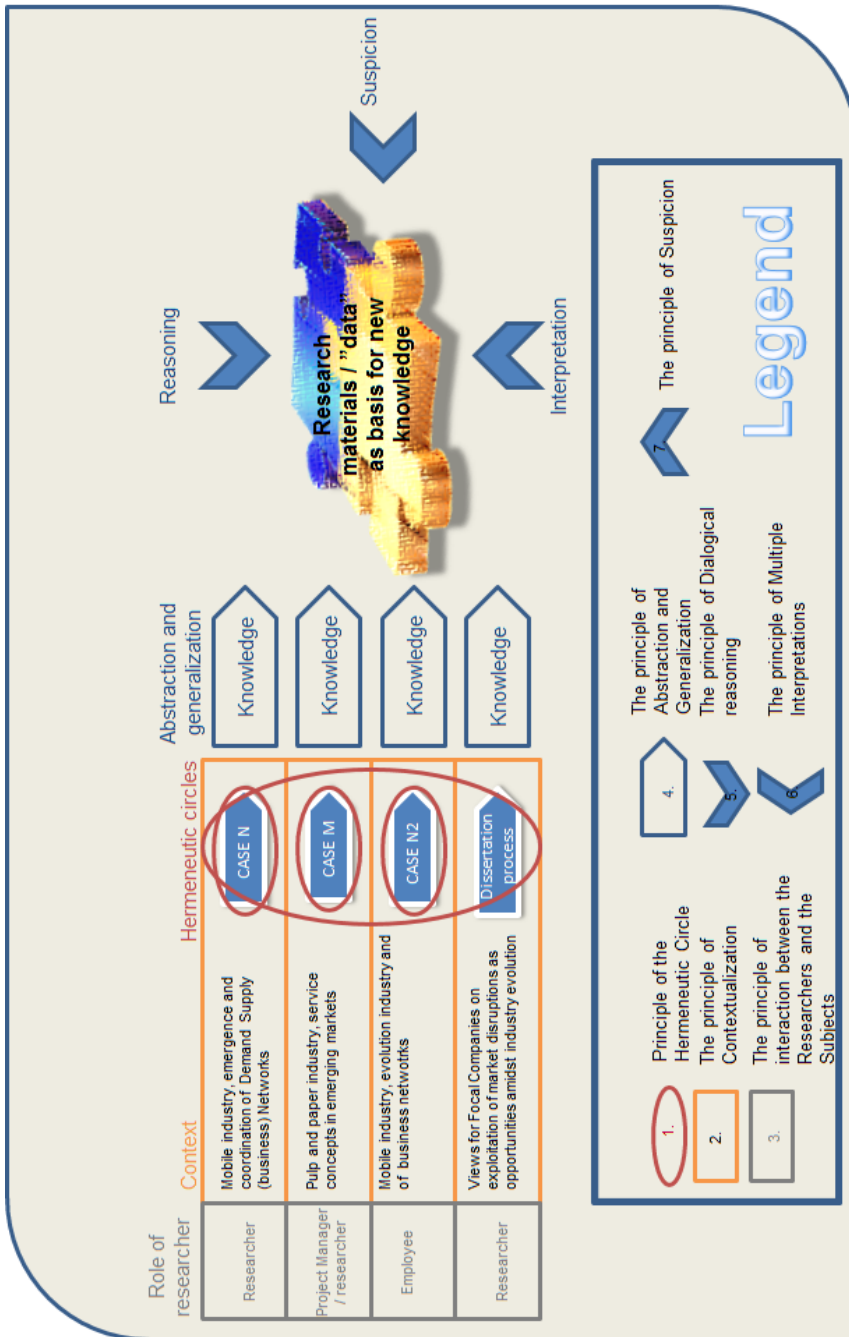 Role of
researcher
Context
Hermeneutic circles
Abstraction and
generalization
Reasoning
Suspicion
Researcher
Mobile industry, emergence and
coordination of Demand Supply
(business) Networks
CASE N
Knowledge
Project Manager
/ researcher
Pulp and paper industry, service
concepts in emerging markets
CASE M
Knowledge
Employee
Mobile industry, evolution industry and
of business netwotrks
CASE N2
Knowledge
Researcher
Views for Focal Companies on
exploitation of market disruptions as
opportunities amidst industry evolution
Dissertation
process
Knowledge
Research
materials / ”data”
as basis for new
knowledge
Interpretation
1.
Principle of the
Hermeneutic Circle
2.
The principle of
Contextualization
3.
The principle of
interaction between the
Researchers and the
Subjects
4.
The principle of
Abstraction and
Generalization
5.
The principle of Dialogical
reasoning
6.
The principle of Multiple
Interpretations
7.
The principle of Suspicion
Legend